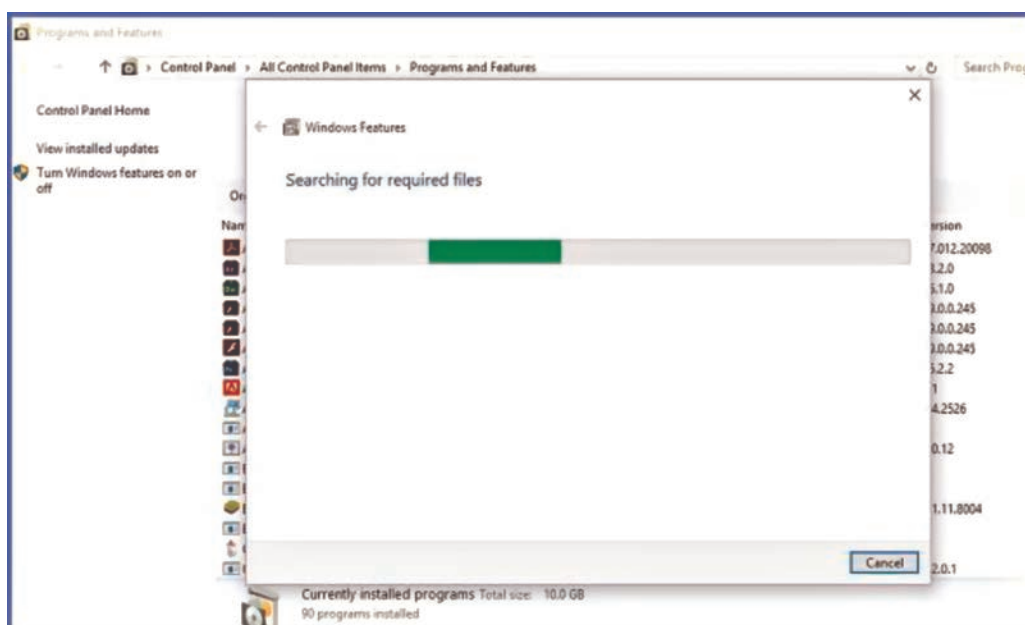 Programs and Features
Control Panel › All Control Panel Items › Programs and Features
Search Prog
Control Panel Home
View installed updates
Turn Windows features on or
off
Windows Features
Searching for required files
Or
Nam
ersion
7.012.20098
3.2.0
5.1.0
0.0.245
0.0.245
0.0.245
5.2.2
1
4.2526
0.12
1.11.8004
2.0.1
Cancel
Currently installed programs Total size: 10.0 GB
90 programs installed